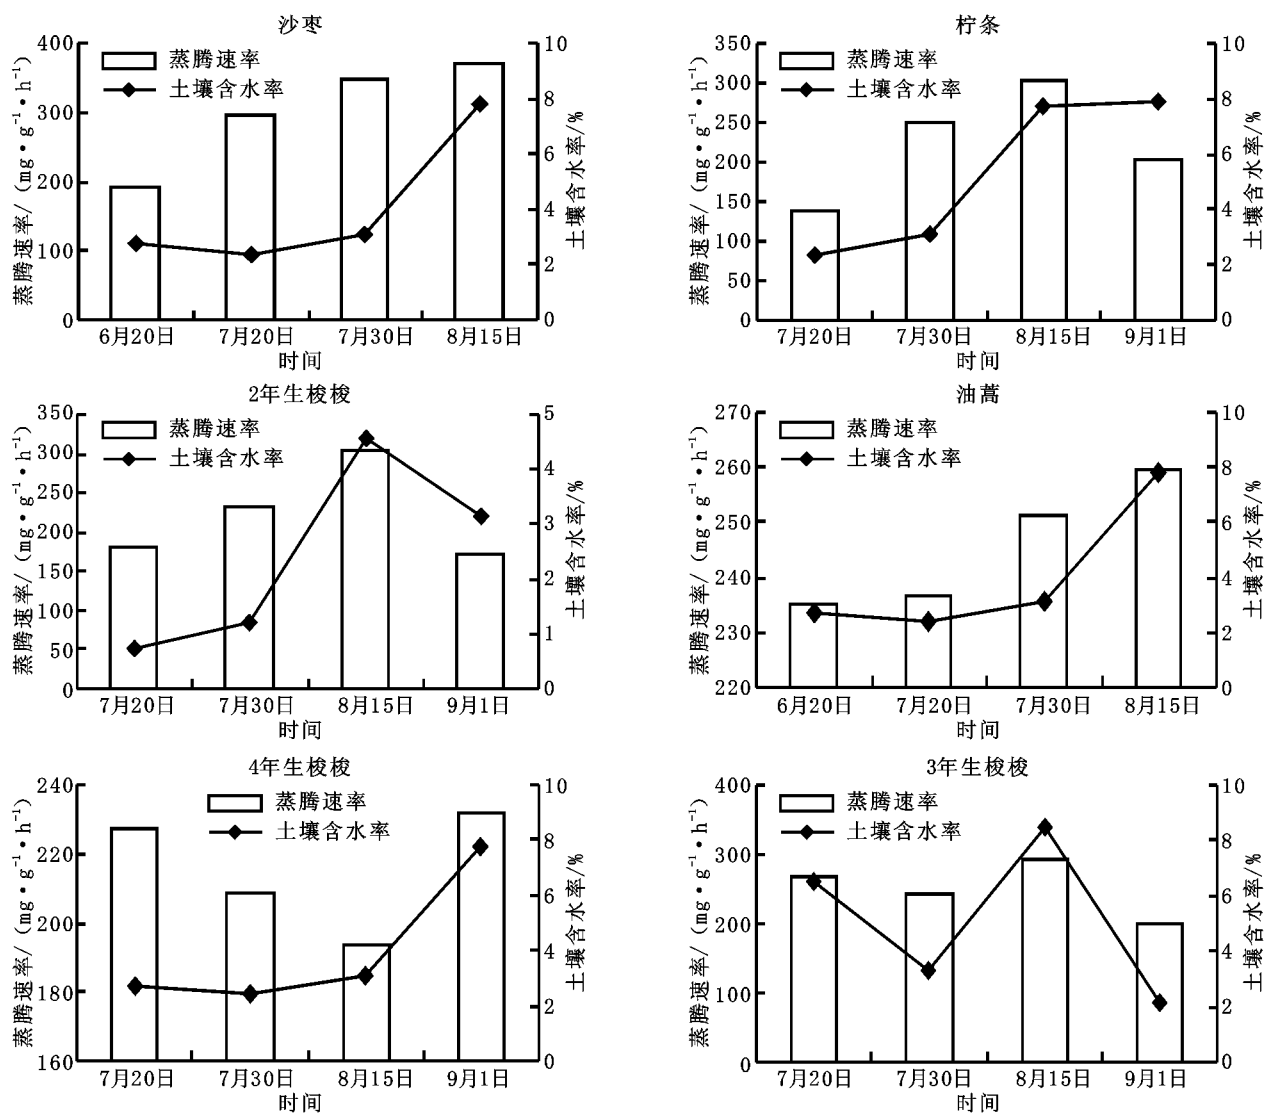 沙枣
蒸腾速率/(mg·g⁻¹·h⁻¹)
400
300
200
100
0
蒸腾速率
土壤含水率
10
8
6
4
2
0
土壤含水率/%
6月20日 7月20日 7月30日 8月15日
时间
柠条
蒸腾速率/(mg·g⁻¹·h⁻¹)
350
300
250
200
150
100
50
0
蒸腾速率
土壤含水率
10
8
6
4
2
0
土壤含水率/%
7月20日 7月30日 8月15日 9月1日
时间
2年生梭梭
蒸腾速率/(mg·g⁻¹·h⁻¹)
350
300
250
200
150
100
50
0
蒸腾速率
土壤含水率
5
4
3
2
1
0
土壤含水率/%
7月20日 7月30日 8月15日 9月1日
时间
油蒿
蒸腾速率/(mg·g⁻¹·h⁻¹)
270
260
250
240
230
220
蒸腾速率
土壤含水率
10
8
6
4
2
0
土壤含水率/%
6月20日 7月20日 7月30日 8月15日
时间
4年生梭梭
蒸腾速率/(mg·g⁻¹·h⁻¹)
240
220
200
180
160
蒸腾速率
土壤含水率
10
8
6
4
2
0
土壤含水率/%
7月20日 7月30日 8月15日 9月1日
时间
3年生梭梭
蒸腾速率/(mg·g⁻¹·h⁻¹)
400
300
200
100
0
蒸腾速率
土壤含水率
10
8
6
4
2
0
土壤含水率/%
7月20日 7月30日 8月15日 9月1日
时间